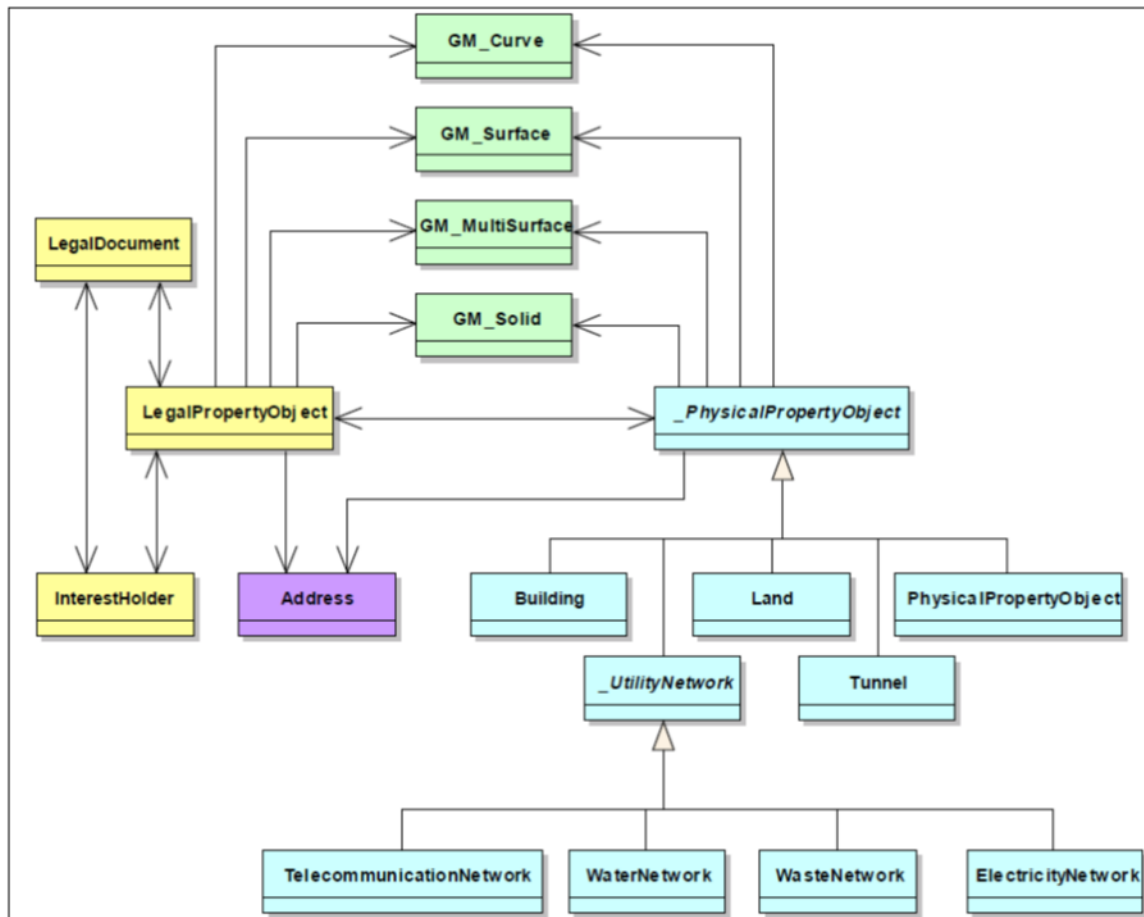 GM_Curve
GM_Surface
GM_MultiSurface
LegalDocument
GM_Solid
LegalPropertyObject
_PhysicalPropertyObject
InterestHolder
Address
Building
Land
PhysicalPropertyObject
_UtilityNetwork
Tunnel
TelecommunicationNetwork
WaterNetwork
WasteNetwork
ElectricityNetwork